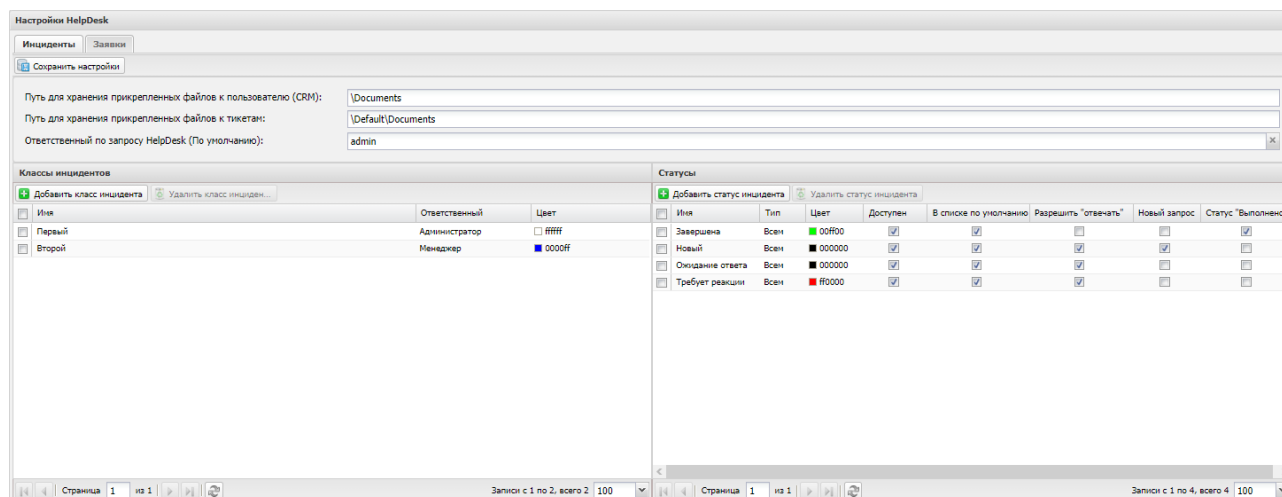 Настройки HelpDesk
Инциденты Заявки
Сохранить настройки
Путь для хранения прикрепленных файлов к пользователю (CRM): \Documents
Путь для хранения прикрепленных файлов к тикетам: \Default\Documents
Ответственный по запросу HelpDesk (По умолчанию): admin
Классы инцидентов Статусы
Добавить класс инцидента Удалить класс инциден... Добавить статус инцидента Удалить статус инцидента
Имя Ответственный Цвет Имя Тип Цвет Доступен В списке по умолчанию Разрешить "отвечать" Новый запрос Статус "Выполнено
Первый Администратор ffffff Завершена Всем 00ff00
Второй Менеджер 0000ff Новый Всем 000000
Ожидание ответа Всем 000000
Требует реакции Всем ff0000
Страница 1 из 1 Записи с 1 по 2, всего 2 100 Страница 1 из 1 Записи с 1 по 4, всего 4 100